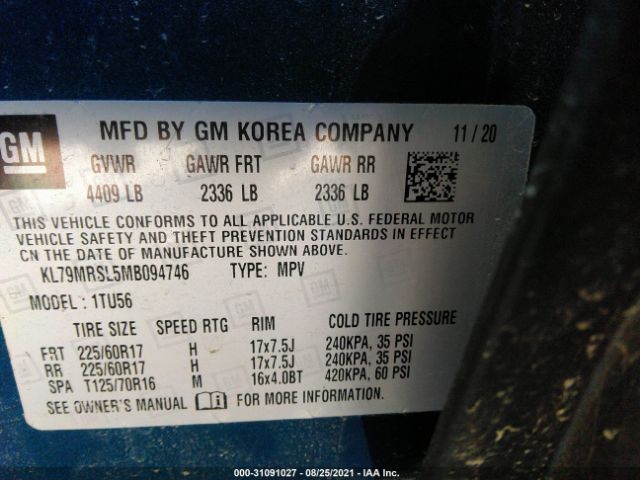 GM
MFD BY GM KOREA COMPANY 11/20
GVWR GAWR FRT GAWR RR
4409 LB 2336 LB 2336 LB
THIS VEHICLE CONFORMS TO ALL APPLICABLE U.S. FEDERAL MOTOR
VEHICLE SAFETY AND THEFT PREVENTION STANDARDS IN EFFECT
ON THE DATE OF MANUFACTURE SHOWN ABOVE.
KL79MRSL5MB094746 TYPE: MPV
MODEL: 1TU56
TIRE SIZE SPEED RTG RIM COLD TIRE PRESSURE
FRT 225/60R17 H 17x7.5J 240KPA, 35 PSI
RR 225/60R17 H 17x7.5J 240KPA, 35 PSI
SPA T125/70R16 M 16x4.0BT 420KPA, 60 PSI
SEE OWNER'S MANUAL FOR MORE INFORMATION.
000-31091027 - 08/25/2021 - IAA Inc.